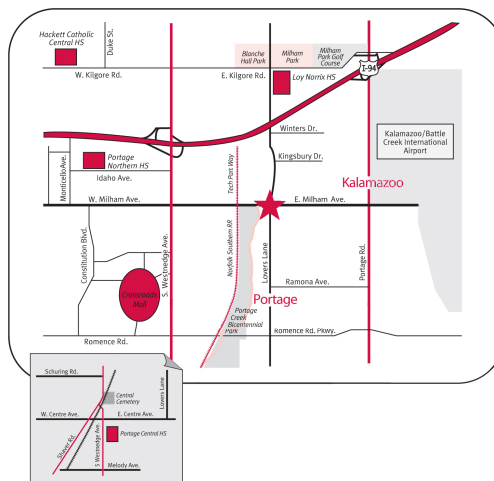 Hackett Catholic
Central HS
Duke St.
Blanche
Hall Park
Milham
Park
Milham
Park Golf
Course
I-94
W. Kilgore Rd.
E. Kilgore Rd.
Loy Norrix HS
Winters Dr.
Kalamazoo/Battle
Creek International
Airport
Monticello Ave.
Portage
Northern HS
Idaho Ave.
Tech Park Way
Kingsbury Dr.
Kalamazoo
W. Milham Ave.
E. Milham Ave.
Constitution Blvd.
S. Westnedge Ave.
Norfolk Southern RR
Lovers Lane
Portage Rd.
Crossroads
Mall
Ramona Ave.
Portage
Portage
Creek
Bicentennial
Park
Romence Rd.
Romence Rd. Pkwy.
Schuring Rd.
Lovers Lane
Central
Cemetery
W. Centre Ave.
E. Centre Ave.
Shaver Rd.
S Westnedge Ave
Portage Central HS
Melody Ave.